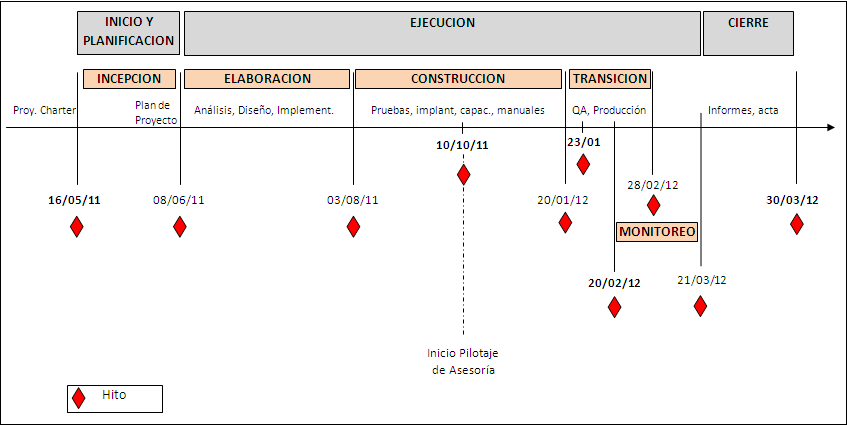 INICIO Y
PLANIFICACION
EJECUCION
CIERRE
INCEPCION
ELABORACION
CONSTRUCCION
TRANSICION
Proy. Charter
Plan de
Proyecto
Análisis, Diseño, Implement.
Pruebas, implant, capac., manuales
QA, Producción
Informes, acta
10/10/11
23/01
16/05/11
08/06/11
03/08/11
20/01/12
28/02/12
30/03/12
MONITOREO
20/02/12
21/03/12
Inicio Pilotaje
de Asesoría
Hito